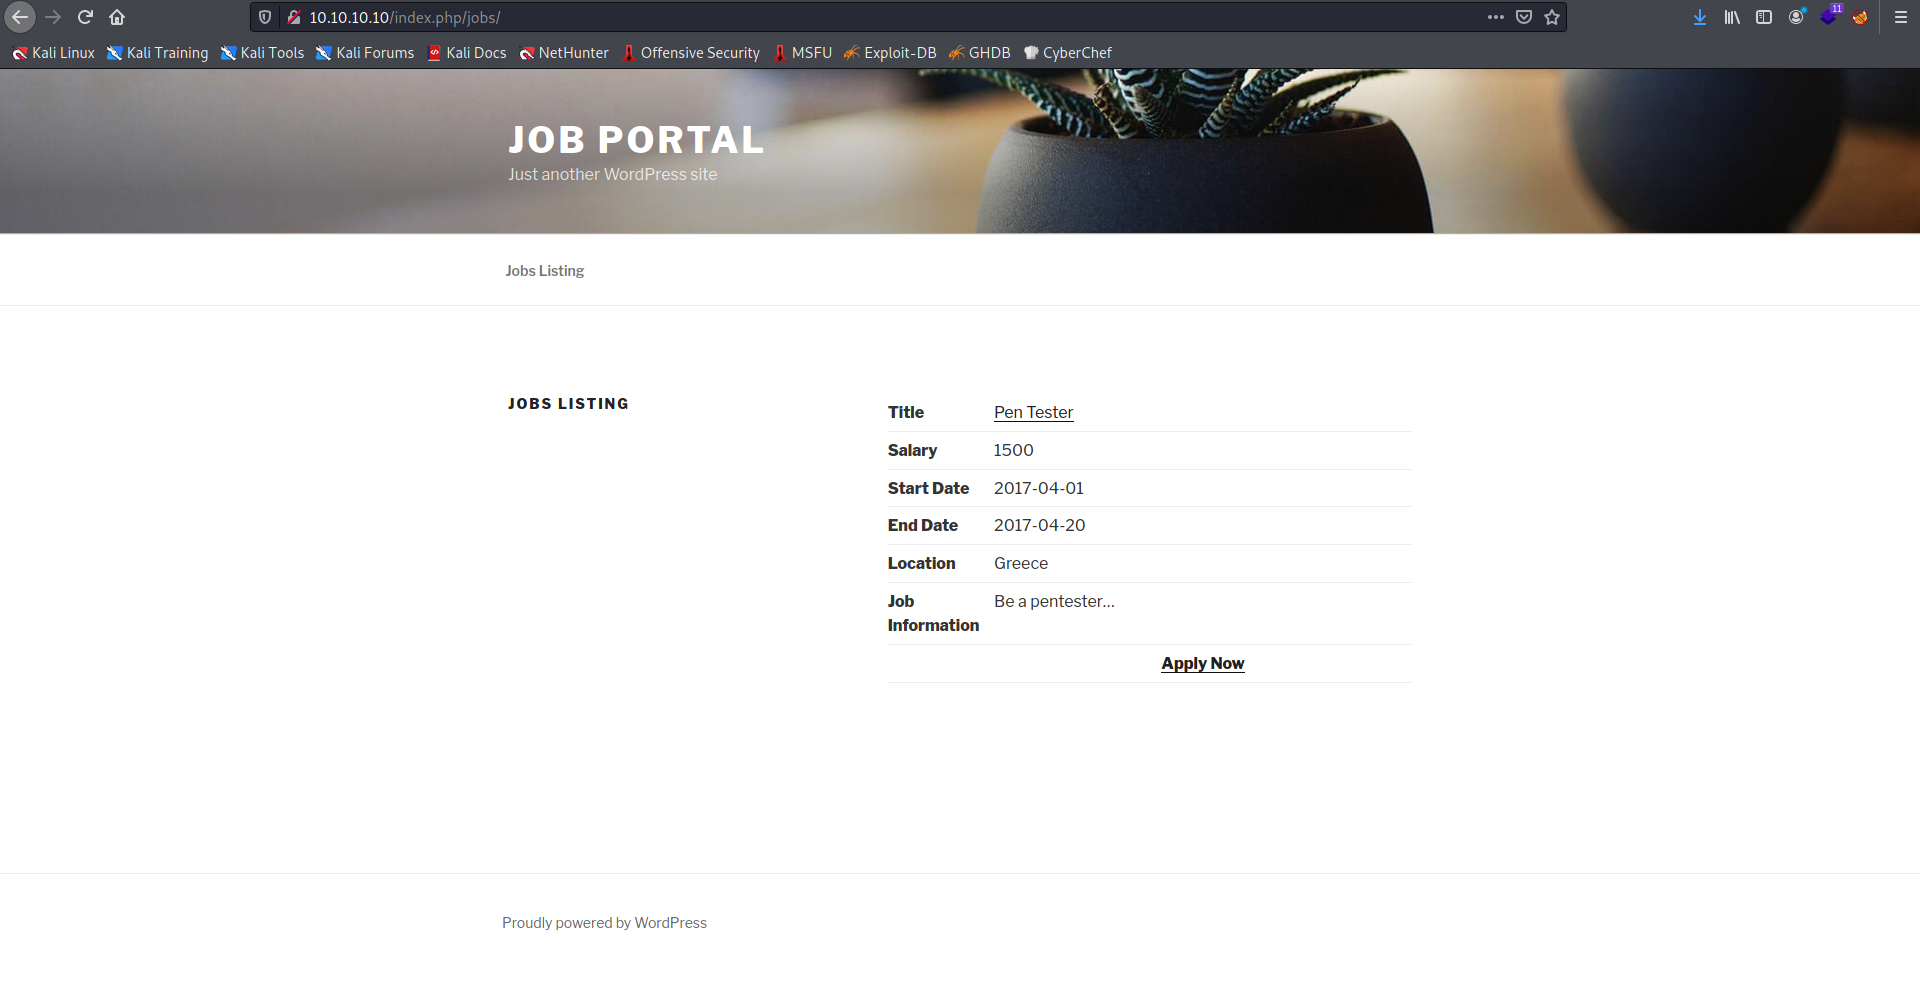 10.10.10.10/index.php/jobs/
11
Kali Linux Kali Training Kali Tools Kali Forums Kali Docs NetHunter Offensive Security MSFU Exploit-DB GHDB CyberChef
JOB PORTAL
Just another WordPress site
Jobs Listing
JOBS LISTING
Title Pen Tester
Salary 1500
Start Date 2017-04-01
End Date 2017-04-20
Location Greece
Job Be a pentester...
Information
Apply Now
Proudly powered by WordPress